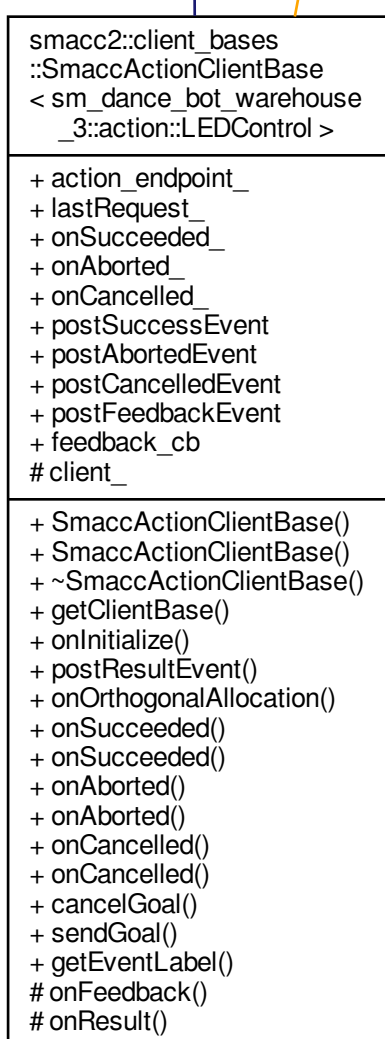 smacc2::client_bases
::SmaccActionClientBase
< sm_dance_bot_warehouse
_3::action::LEDControl >
+ action_endpoint_
+ lastRequest_
+ onSucceeded_
+ onAborted_
+ onCancelled_
+ postSuccessEvent
+ postAbortedEvent
+ postCancelledEvent
+ postFeedbackEvent
+ feedback_cb
# client_
+ SmaccActionClientBase()
+ SmaccActionClientBase()
+ ~SmaccActionClientBase()
+ getClientBase()
+ onInitialize()
+ postResultEvent()
+ onOrthogonalAllocation()
+ onSucceeded()
+ onSucceeded()
+ onAborted()
+ onAborted()
+ onCancelled()
+ onCancelled()
+ cancelGoal()
+ sendGoal()
+ getEventLabel()
# onFeedback()
# onResult()